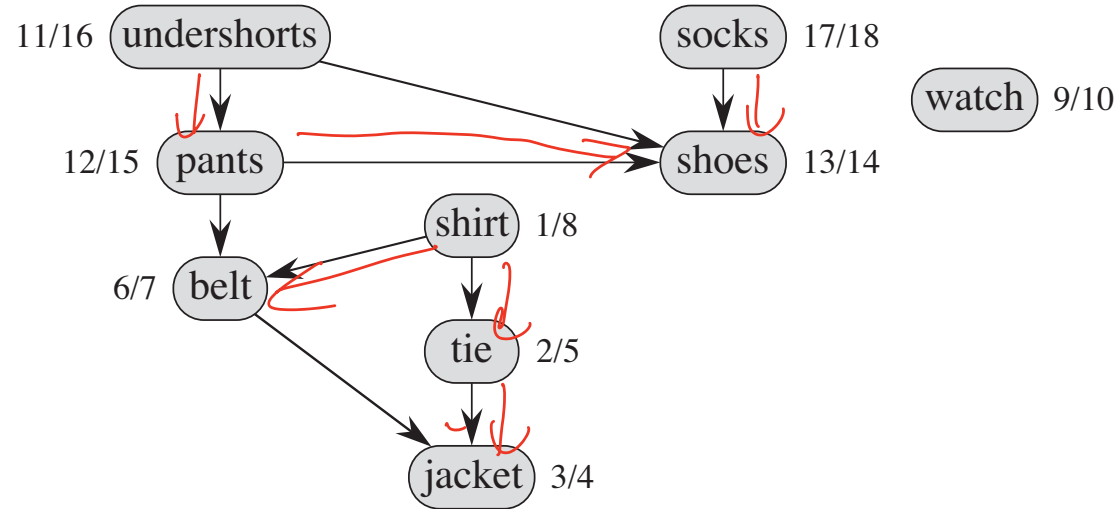 11/16 undershorts socks 17/18
watch 9/10
12/15 pants shoes 13/14
shirt 1/8
6/7 belt
tie 2/5
jacket 3/4